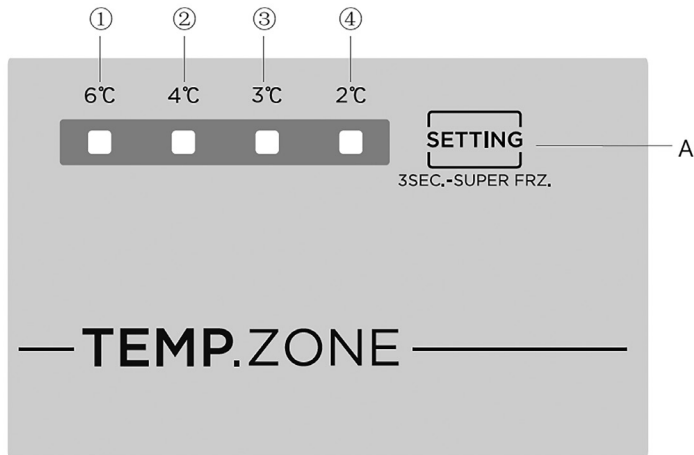 ① ② ③ ④
6℃ 4℃ 3℃ 2℃
SETTING
A
3SEC.-SUPER FRZ.
TEMP.ZONE